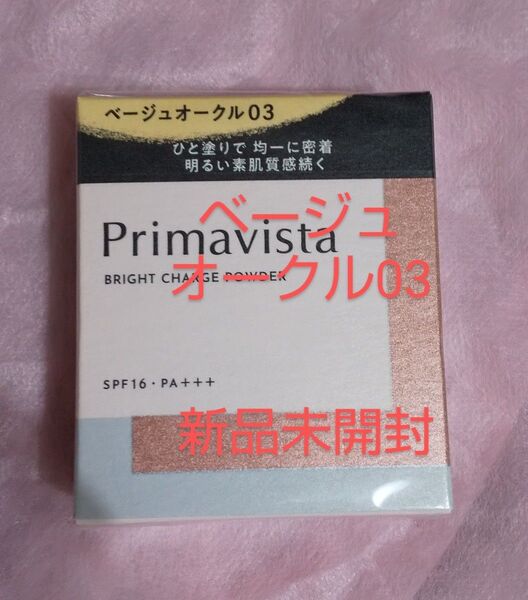 ベージュオークル03
ひと塗りで 均一に密着
明るい素肌質感続く
Primavista
BRIGHT CHARGE POWDER
SPF16・PA+++
ベージュ
オークル03
新品未開封